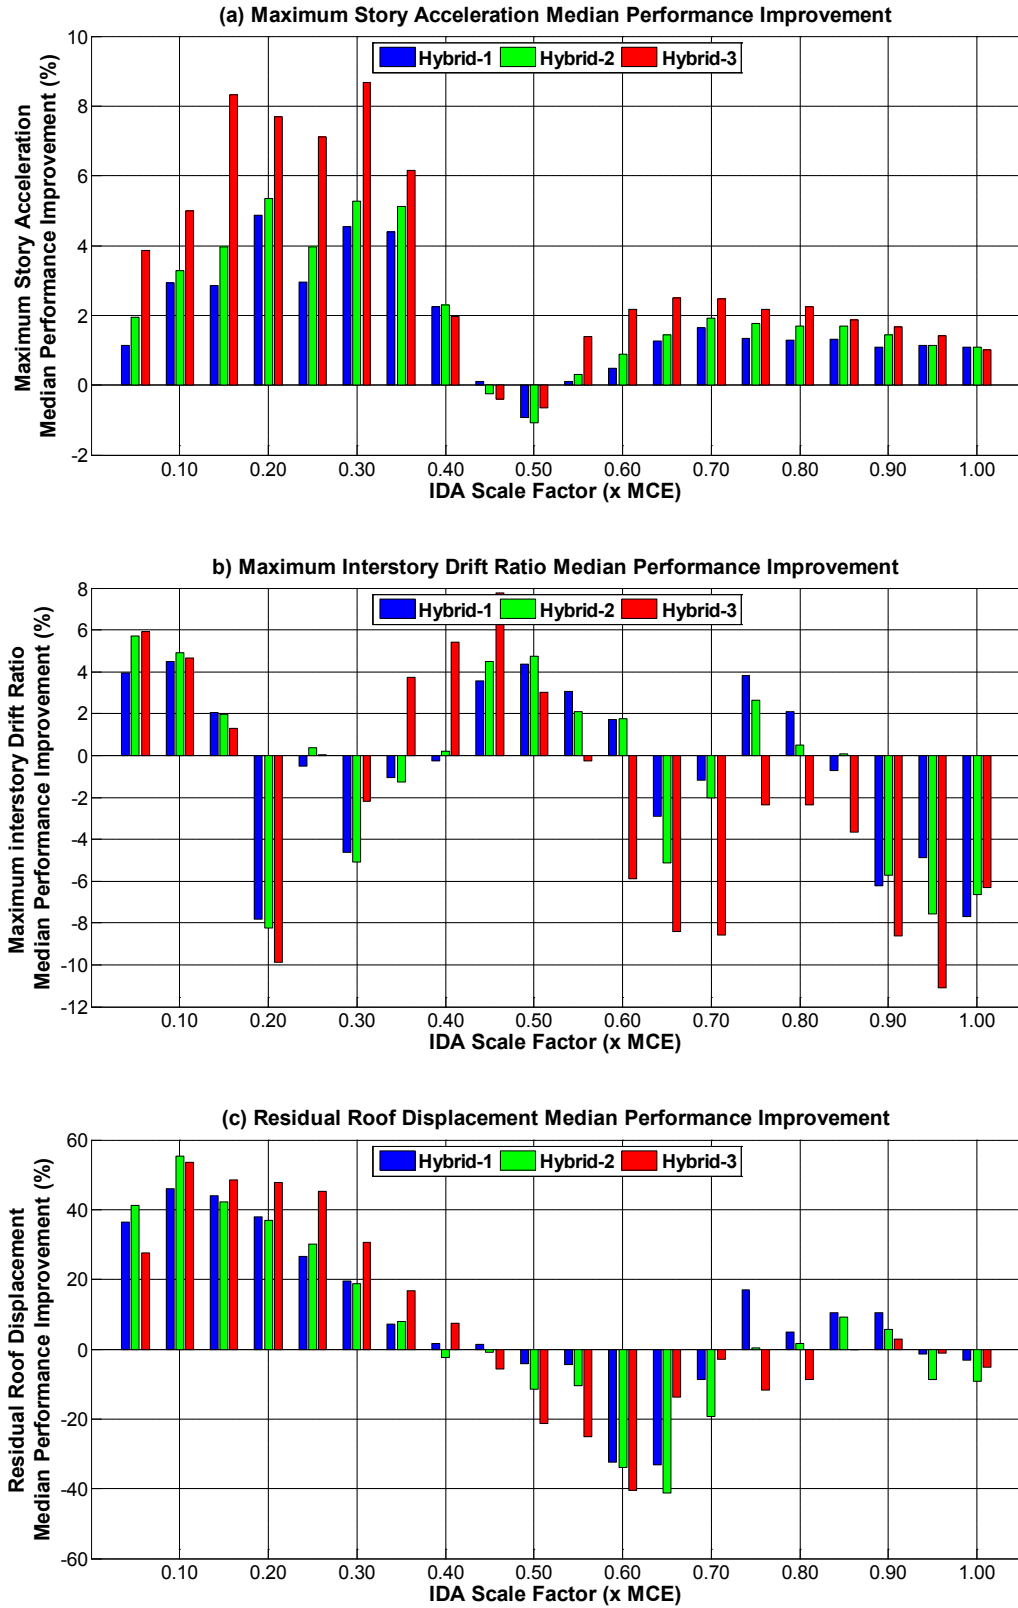 (a) Maximum Story Acceleration Median Performance Improvement
Maximum Story Acceleration
Median Performance Improvement (%)
10
8
6
4
2
0
-2
Hybrid-1 Hybrid-2 Hybrid-3
0.10 0.20 0.30 0.40 0.50 0.60 0.70 0.80 0.90 1.00
IDA Scale Factor (x MCE)
b) Maximum Interstory Drift Ratio Median Performance Improvement
Maximum interstory Drift Ratio
Median Performance Improvement (%)
8
6
4
2
0
-2
-4
-6
-8
-10
-12
Hybrid-1 Hybrid-2 Hybrid-3
0.10 0.20 0.30 0.40 0.50 0.60 0.70 0.80 0.90 1.00
IDA Scale Factor (x MCE)
(c) Residual Roof Displacement Median Performance Improvement
Residual Roof Displacement
Median Performance Improvement (%)
60
40
20
0
-20
-40
-60
Hybrid-1 Hybrid-2 Hybrid-3
0.10 0.20 0.30 0.40 0.50 0.60 0.70 0.80 0.90 1.00
IDA Scale Factor (x MCE)